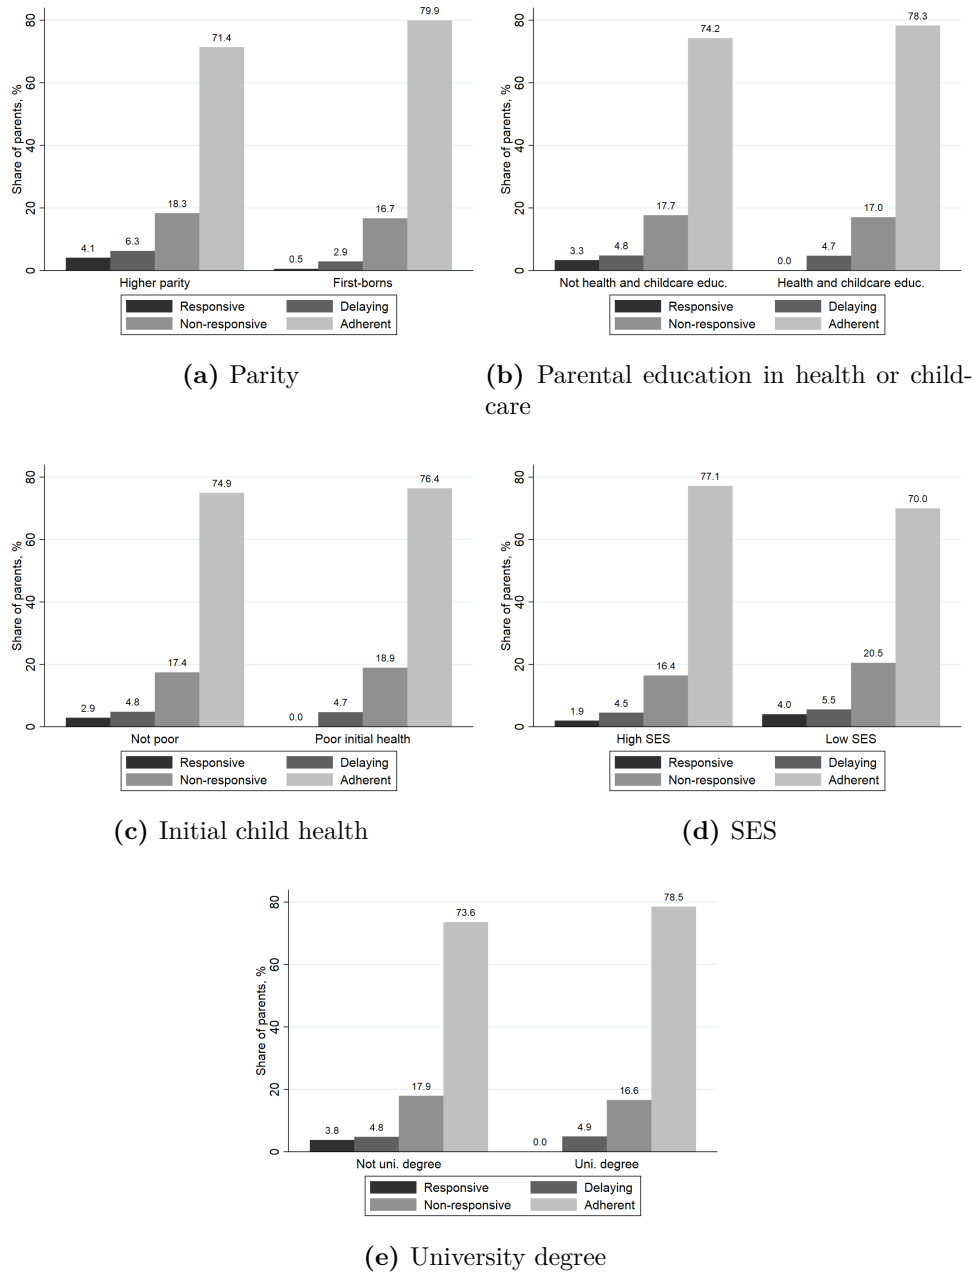 Share of parents, %
80
60
40
20
0
4.1
6.3
18.3
71.4
0.5
2.9
16.7
79.9
Higher parity
First-borns
Responsive
Delaying
Non-responsive
Adherent
(a) Parity
Share of parents, %
80
60
40
20
0
3.3
4.8
17.7
74.2
0.0
4.7
17.0
78.3
Not health and childcare educ.
Health and childcare educ.
Responsive
Delaying
Non-responsive
Adherent
(b) Parental education in health or child-
care
Share of parents, %
80
60
40
20
0
2.9
4.8
17.4
74.9
0.0
4.7
18.9
76.4
Not poor
Poor initial health
Responsive
Delaying
Non-responsive
Adherent
(c) Initial child health
Share of parents, %
80
60
40
20
0
1.9
4.5
16.4
77.1
4.0
5.5
20.5
70.0
High SES
Low SES
Responsive
Delaying
Non-responsive
Adherent
(d) SES
Share of parents, %
80
60
40
20
0
3.8
4.8
17.9
73.6
0.0
4.9
16.6
78.5
Not uni. degree
Uni. degree
Responsive
Delaying
Non-responsive
Adherent
(e) University degree